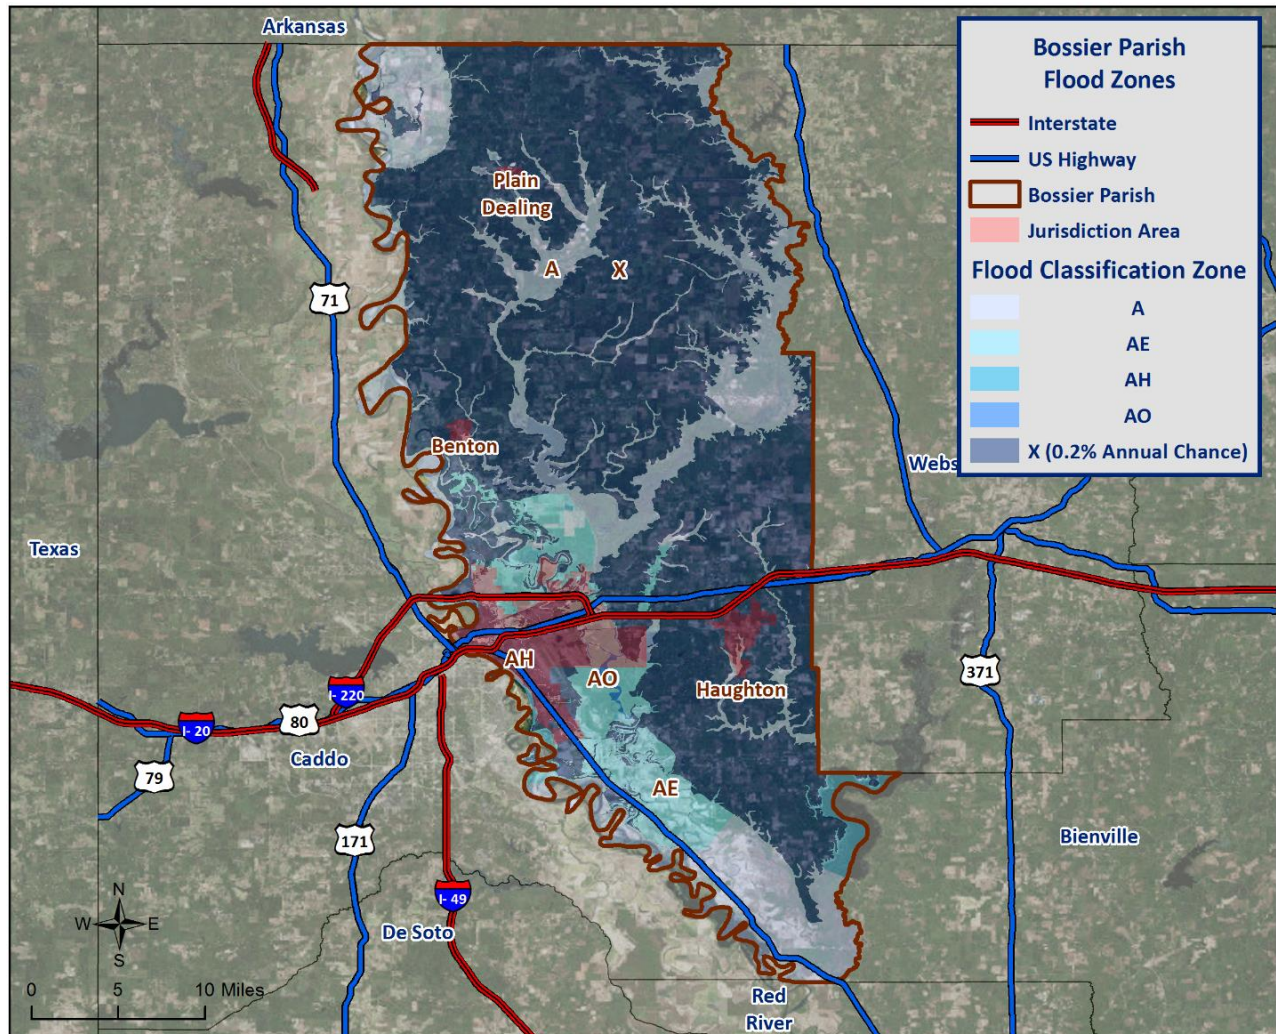 Arkansas
Bossier Parish
Flood Zones
Interstate
US Highway
Bossier Parish
Jurisdiction Area
Flood Classification Zone
A
AE
AH
AO
X (0.2% Annual Chance)
Plain
Dealing
A
X
71
Benton
Webs
Texas
AH
AO
Haughton
371
I- 220
I- 20
80
Caddo
79
AE
171
Bienville
I- 49
N
W
E
S
De Soto
0
5
10 Miles
Red
River